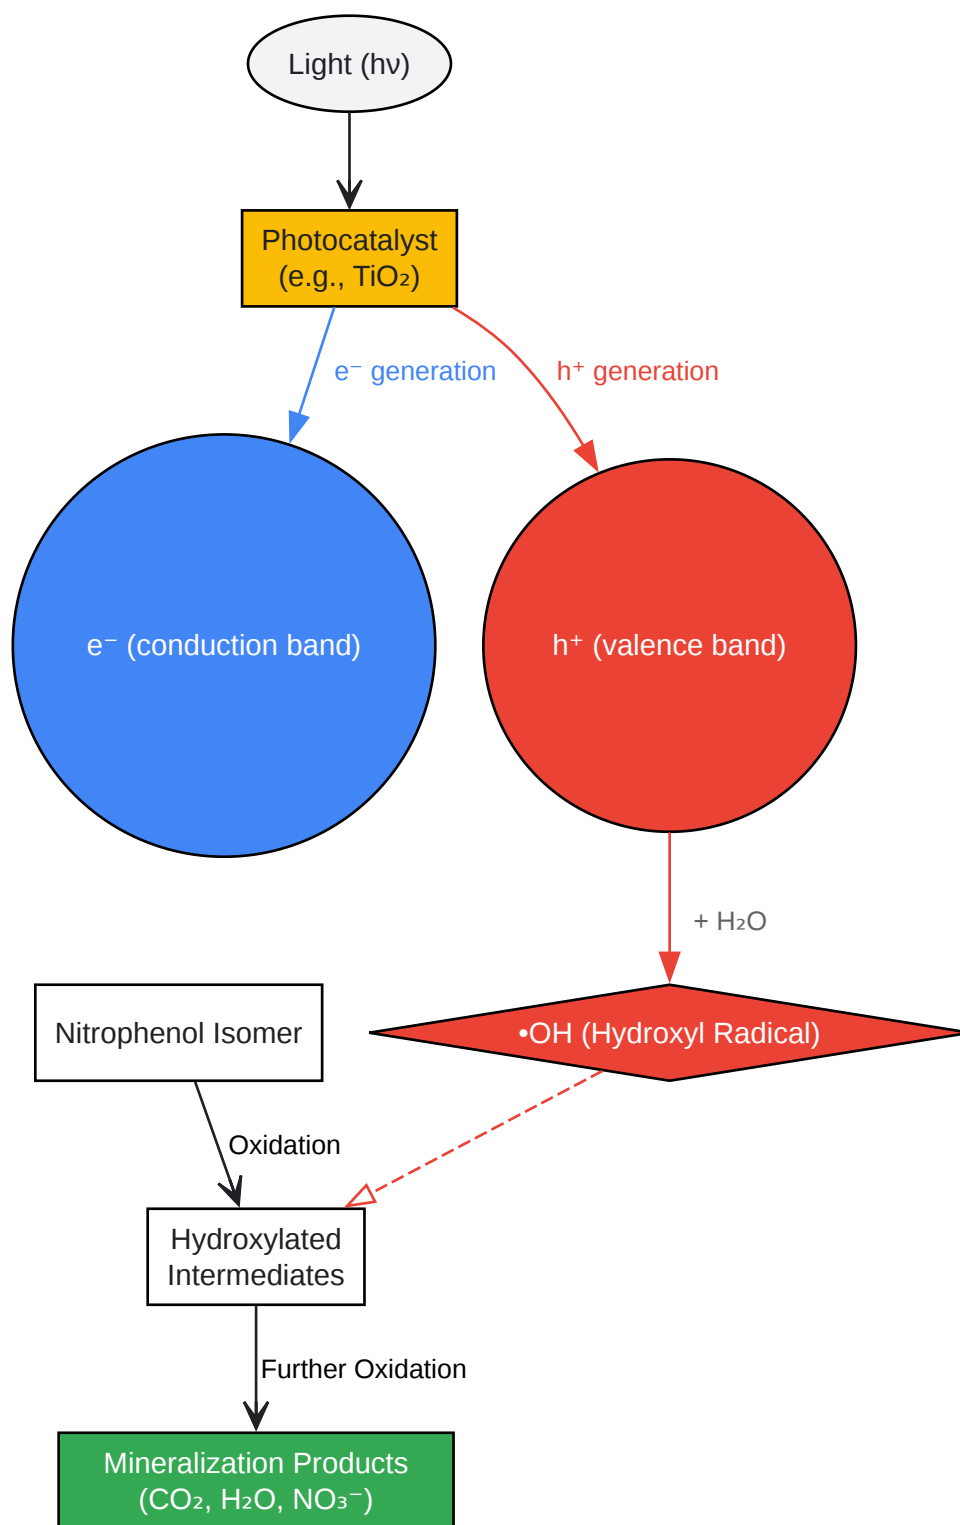 Light (hν)
Photocatalyst
(e.g., TiO₂)
e⁻ generation
h⁺ generation
e⁻ (conduction band)
h⁺ (valence band)
+ H₂O
Nitrophenol Isomer
•OH (Hydroxyl Radical)
Oxidation
Hydroxylated
Intermediates
Further Oxidation
Mineralization Products
(CO₂, H₂O, NO₃⁻)